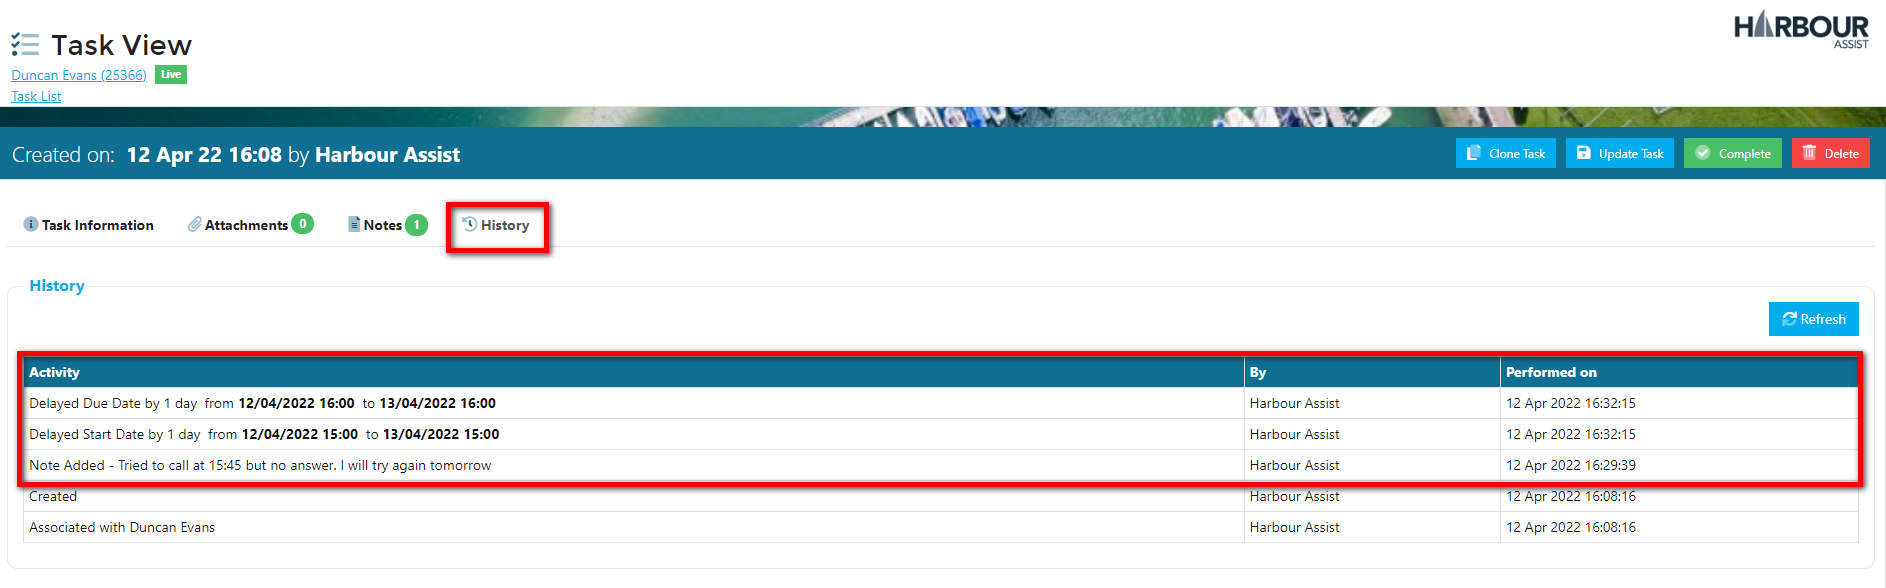 HARBOUR
ASSIST
Task View
Duncan Evans (25366) Live
Task List
Created on: 12 Apr 22 16:08 by Harbour Assist
Clone Task Update Task Complete Delete
Task Information Attachments 0 Notes 1 History
History
Refresh
Activity By Performed on
Delayed Due Date by 1 day from 12/04/2022 16:00 to 13/04/2022 16:00 Harbour Assist 12 Apr 2022 16:32:15
Delayed Start Date by 1 day from 12/04/2022 15:00 to 13/04/2022 15:00 Harbour Assist 12 Apr 2022 16:32:15
Note Added - Tried to call at 15:45 but no answer. I will try again tomorrow Harbour Assist 12 Apr 2022 16:29:39
Created Harbour Assist 12 Apr 2022 16:08:16
Associated with Duncan Evans Harbour Assist 12 Apr 2022 16:08:16